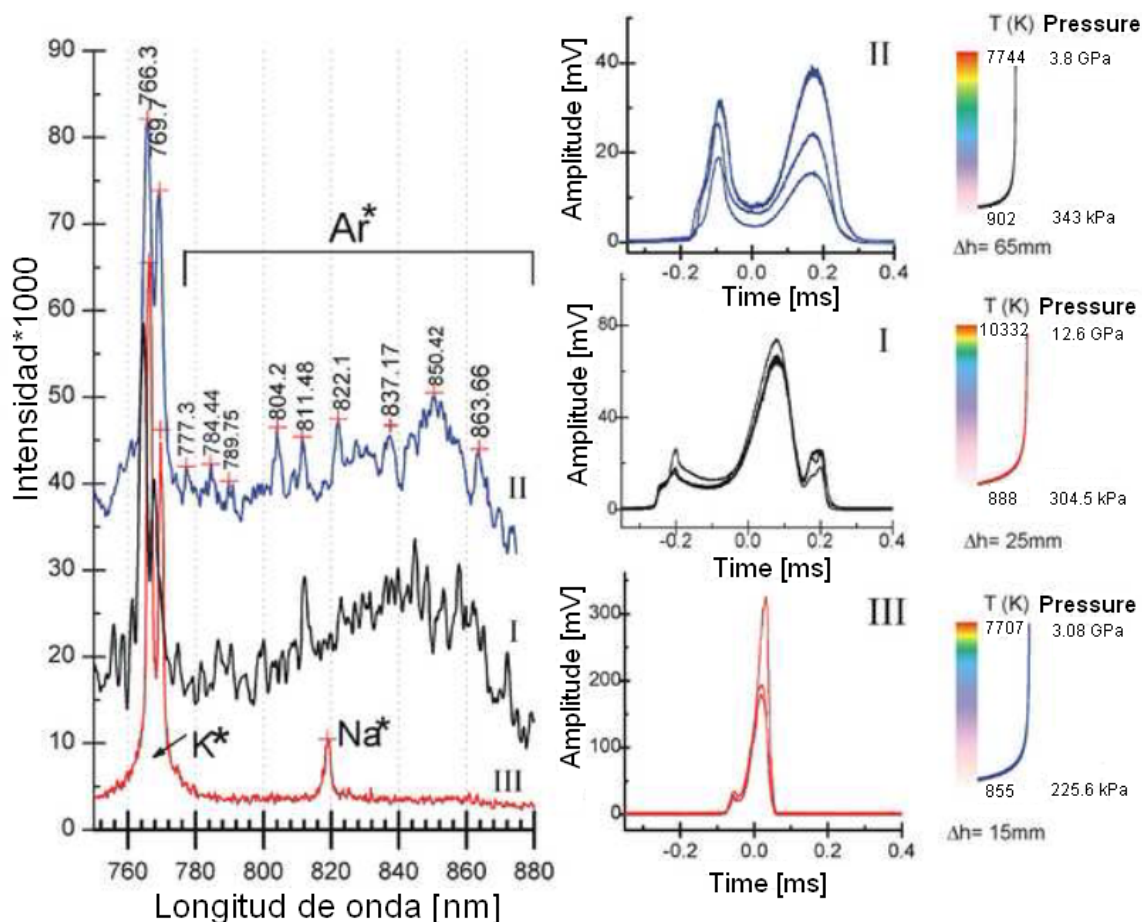 Intensidad*1000
90
80
70
60
50
40
30
20
10
0
766.3
769.7
Ar*
777.3
784.44
789.75
804.2
811.48
822.1
837.17
850.42
863.66
II
I
K*
Na*
III
760 780 800 820 840 860 880
Longitud de onda [nm]
Amplitude [mV]
40
20
0
II
-0.2 0.0 0.2 0.4
Time [ms]
T (K) Pressure
7744 3.8 GPa
902 343 kPa
Δh= 65mm
Amplitude [mV]
80
40
0
I
-0.2 0.0 0.2 0.4
Time [ms]
T (K) Pressure
10332 12.6 GPa
888 304.5 kPa
Δh= 25mm
Amplitude [mV]
300
200
100
0
III
-0.2 0.0 0.2 0.4
Time [ms]
T (K) Pressure
7707 3.08 GPa
855 225.6 kPa
Δh= 15mm